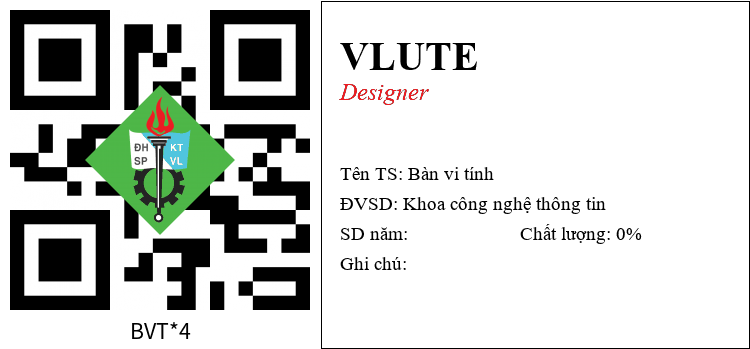 ĐH KT
SP VL
BVT*4
VLUTE
Designer
Tên TS: Bàn vi tính
ĐVSD: Khoa công nghệ thông tin
SD năm: Chất lượng: 0%
Ghi chú: